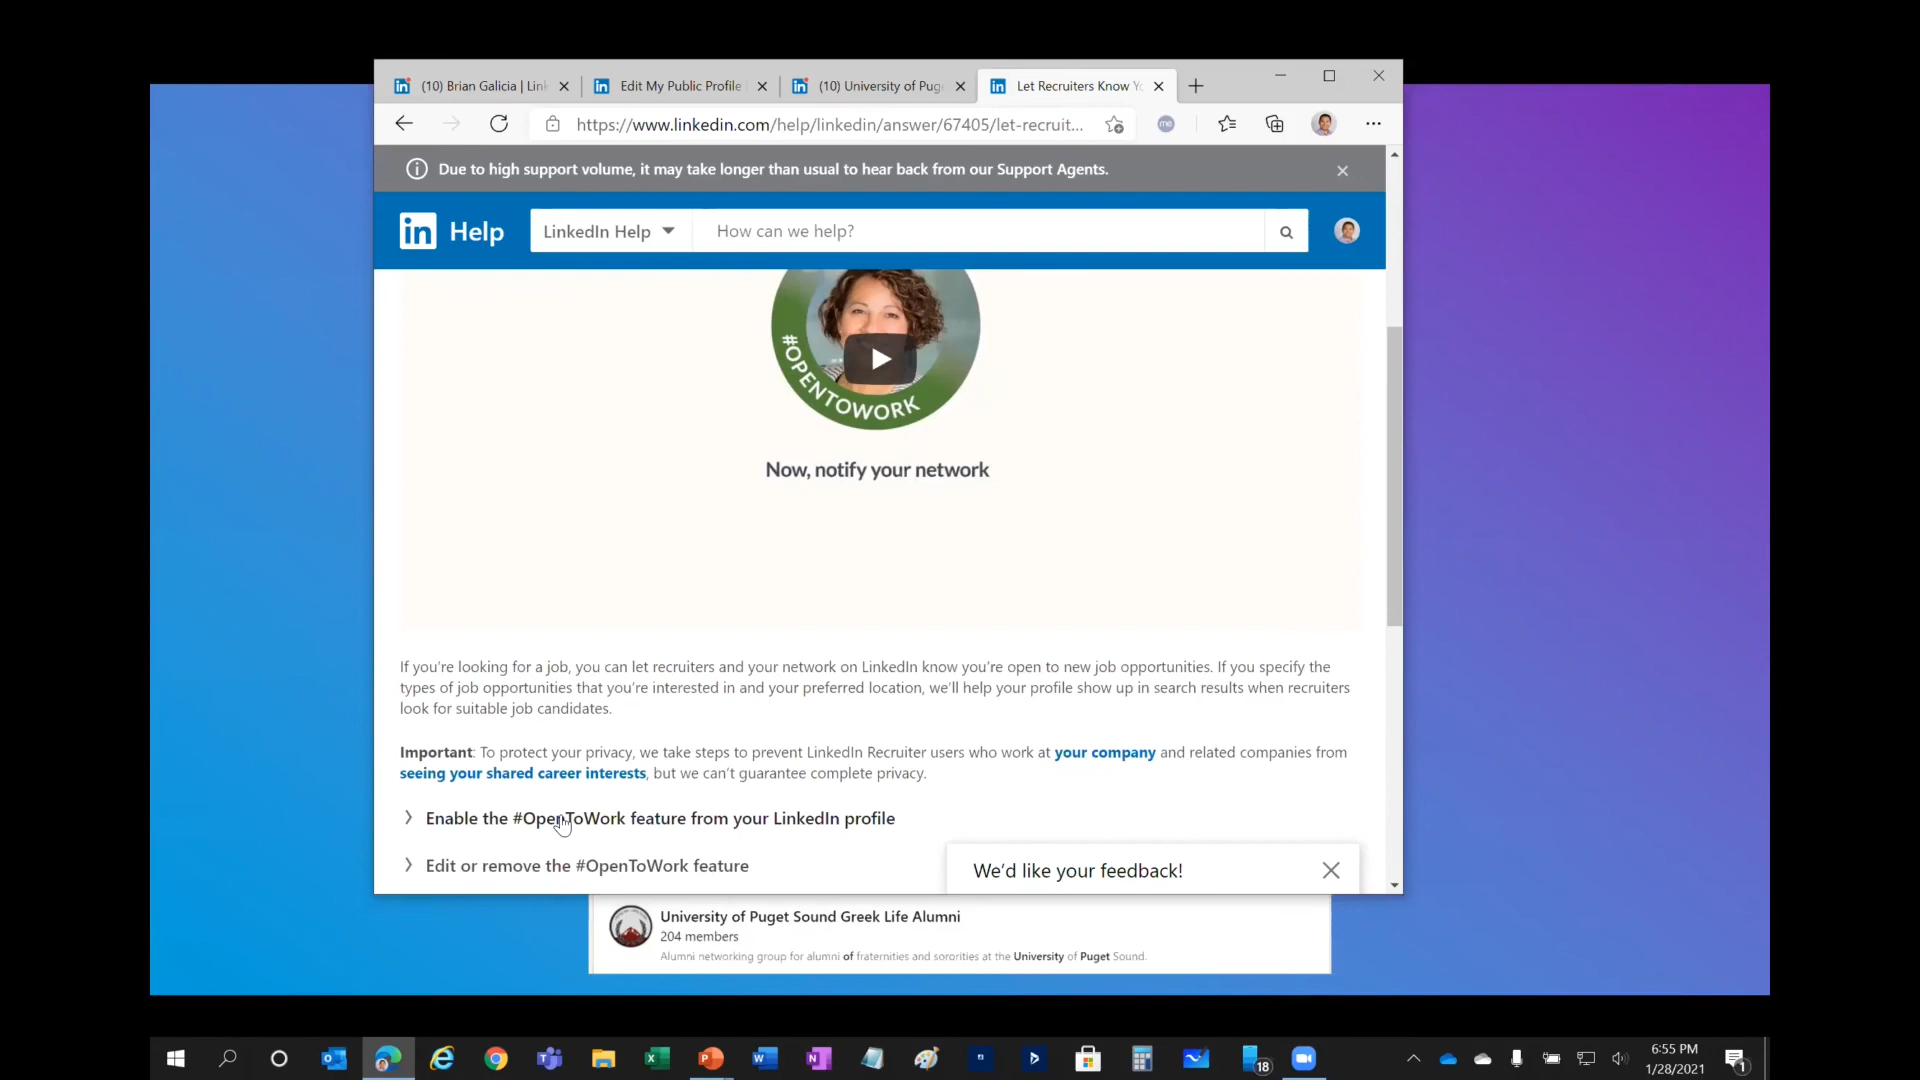 (10) Brian Galicia | Link
Edit My Public Profile
(10) University of Pug
Let Recruiters Know Yo
https://www.linkedin.com/help/linkedin/answer/67405/let-recruit...
me
Due to high support volume, it may take longer than usual to hear back from our Support Agents.
in Help
LinkedIn Help
How can we help?
#OPENTOWORK
Now, notify your network
If you're looking for a job, you can let recruiters and your network on LinkedIn know you're open to new job opportunities. If you specify the
types of job opportunities that you're interested in and your preferred location, we'll help your profile show up in search results when recruiters
look for suitable job candidates.
Important: To protect your privacy, we take steps to prevent LinkedIn Recruiter users who work at your company and related companies from
seeing your shared career interests, but we can't guarantee complete privacy.
Enable the #OpenToWork feature from your LinkedIn profile
Edit or remove the #OpenToWork feature
We'd like your feedback!
University of Puget Sound Greek Life Alumni
204 members
Alumni networking group for alumni of fraternities and sororities at the University of Puget Sound.
18
6:55 PM
1/28/2021
1